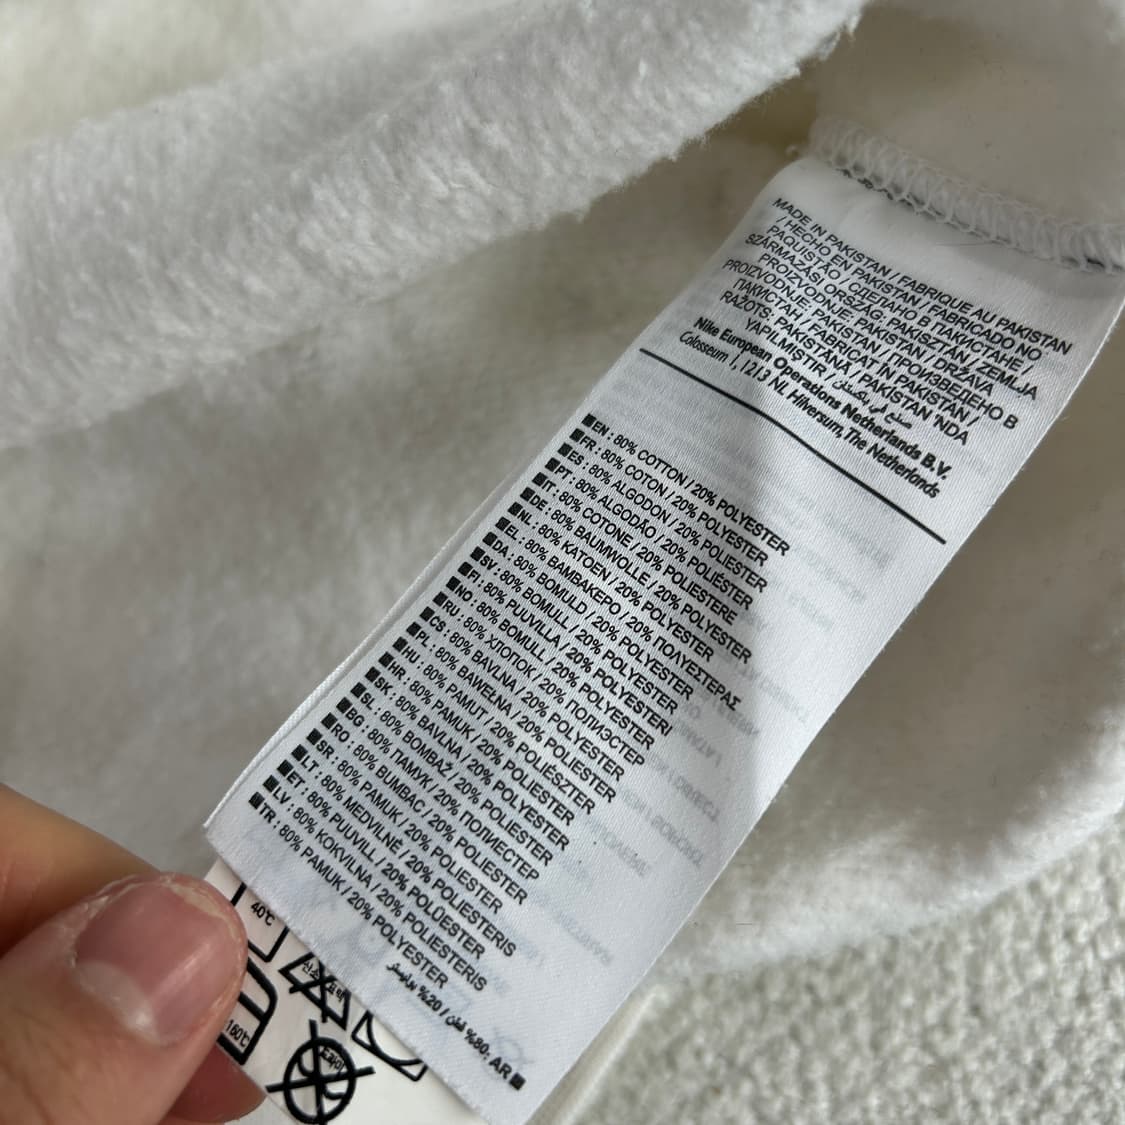 MADE IN PAKISTAN / FABRIQUE AU PAKISTAN
/ HECHO EN PAKISTAN / FABRICADO NO
PAQUISTÃO / СДЕЛАНО В ПАКИСТАНЕ /
SZÁRMAZÁSI ORSZÁG: PAKISZTÁN / ZEMLJA
PROIZVODNJE: PAKISTAN / DRŽAVA
PROIZVODNJE: PAKISTAN / ПРОИЗВЕДЕНО В
ПАКИСТАН / FABRICAT ÎN PAKISTAN /
RAŽOTS: PAKISTĀNĀ / PAKISTAN 'NDA
YAPILMIŞTIR / صنع في باكستان
Nike European Operations Netherlands B.V.
Colosseum 1, 1213 NL Hilversum, The Netherlands
EN : 80% COTTON / 20% POLYESTER
FR : 80% COTON / 20% POLYESTER
ES : 80% ALGODON / 20% POLIESTER
PT : 80% ALGODÃO / 20% POLIÉSTER
IT : 80% COTONE / 20% POLIESTERE
DE : 80% BAUMWOLLE / 20% POLYESTER
NL : 80% KATOEN / 20% POLYESTER
EL : 80% ΒΑΜΒΑΚΕΡΟ / 20% ΠΟΛΥΕΣΤΕΡΑΣ
DA : 80% BOMULD / 20% POLYESTER
SV : 80% BOMULL / 20% POLYESTER
FI : 80% PUUVILLA / 20% POLYESTERI
NO : 80% BOMULL / 20% POLYESTER
RU : 80% ХЛОПОК / 20% ПОЛИЭСТЕР
CS : 80% BAVLNA / 20% POLYESTER
PL : 80% BAWEŁNA / 20% POLIESTER
HU : 80% PAMUT / 20% POLIÉSZTER
HR : 80% PAMUK / 20% POLIESTER
SK : 80% BAVLNA / 20% POLYESTER
SL : 80% BOMBAŽ / 20% POLIESTER
BG : 80% ПАМУК / 20% ПОЛИЕСТЕР
RO : 80% BUMBAC / 20% POLIESTER
SR : 80% PAMUK / 20% POLIESTER
LT : 80% MEDVILNĖ / 20% POLIESTERIS
ET : 80% PUUVILL / 20% POLÜESTER
LV : 80% KOKVILNA / 20% POLIESTERIS
TR : 80% PAMUK / 20% POLYESTER
AR :80% قطن / 20% بوليستر
40℃
160℃
드라이